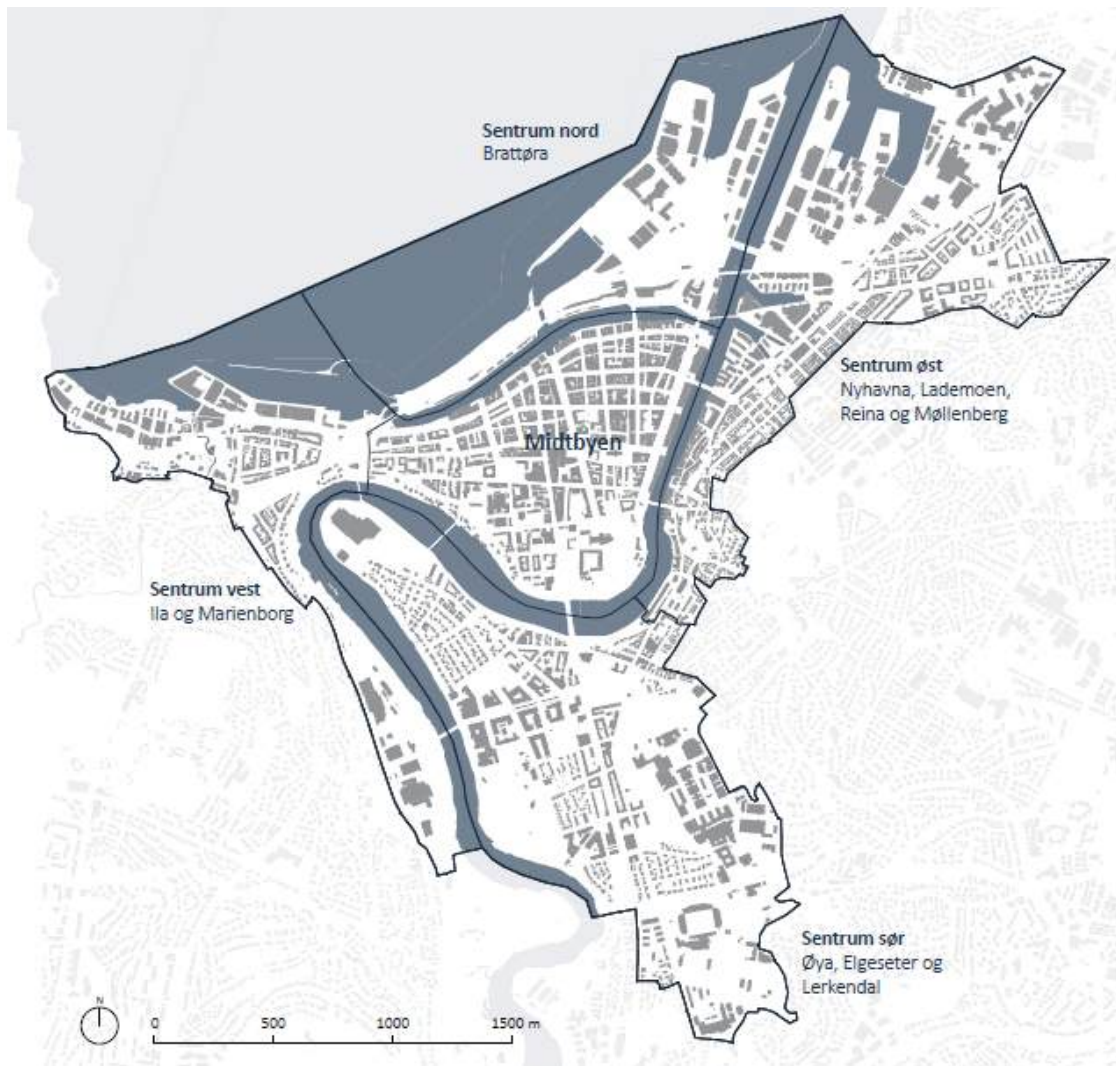 Sentrum nord
Brattøra
Sentrum øst
Nyhavna, Lademoen,
Reina og Møllenberg
Midtbyen
Sentrum vest
Ila og Marienborg
Sentrum sør
Øya, Elgeseter og
Lerkendal
N
0 500 1000 1500 m